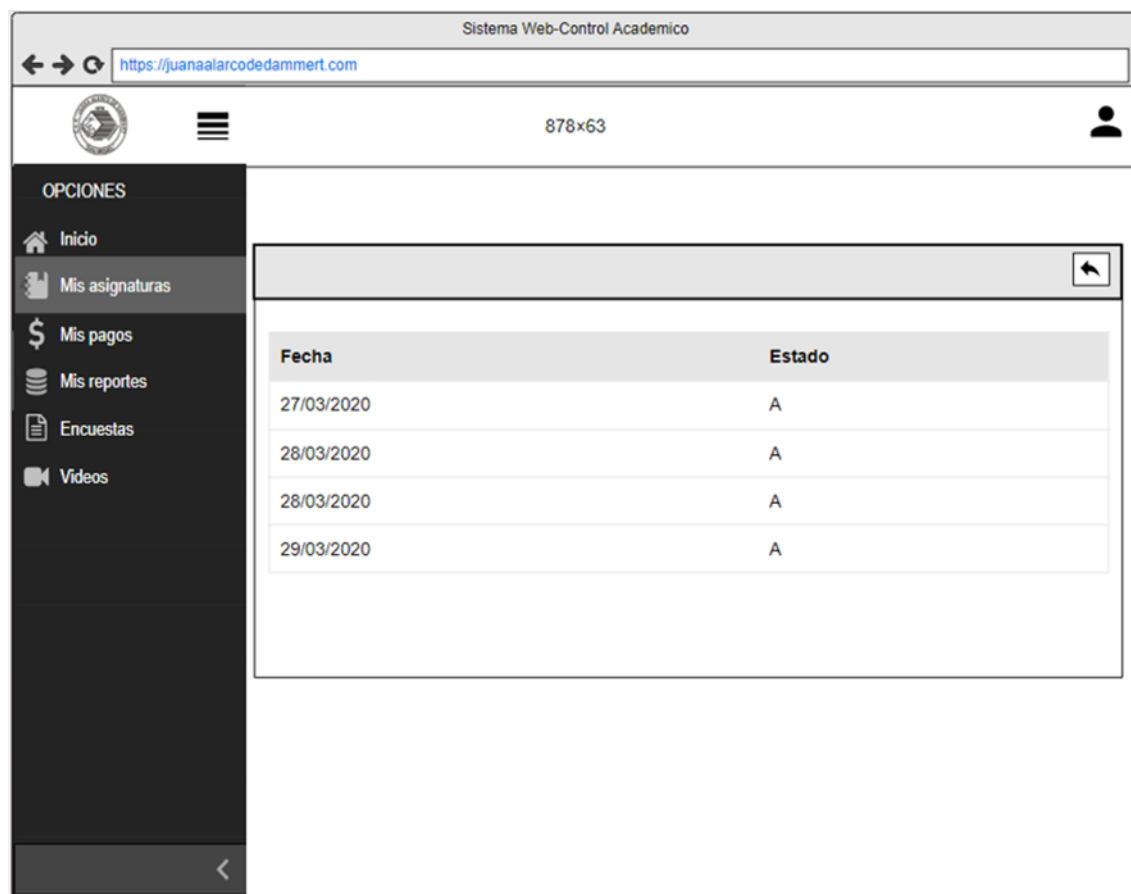 Sistema Web-Control Academico
https://juanaalarcodedammert.com
878×63
OPCIONES
Inicio
Mis asignaturas
Mis pagos
Mis reportes
Encuestas
Videos
Fecha Estado
27/03/2020 A
28/03/2020 A
28/03/2020 A
29/03/2020 A